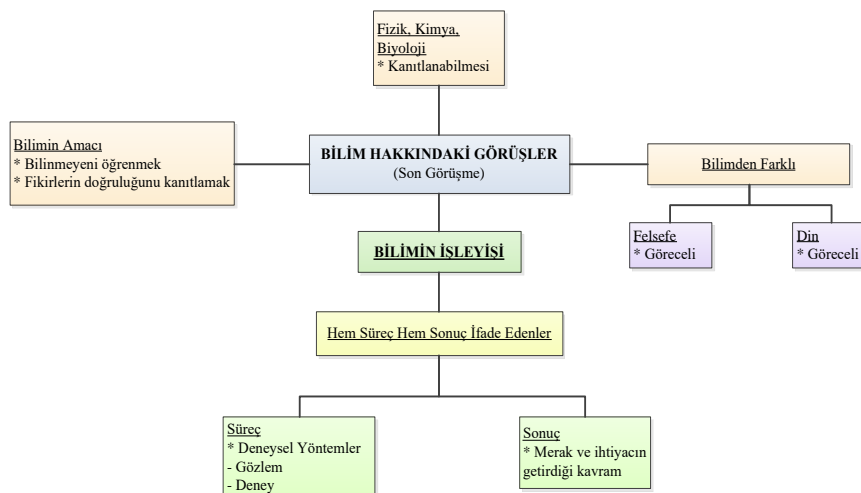 Fizik, Kimya,
Biyoloji
* Kanıtlanabilmesi
Bilimin Amacı
* Bilinmeyeni öğrenmek
* Fikirlerin doğruluğunu kanıtlamak
BİLİM HAKKINDAKİ GÖRÜŞLER
(Son Görüşme)
Bilimden Farklı
Felsefe
* Göreceli
Din
* Göreceli
BİLİMİN İŞLEYİŞİ
Hem Süreç Hem Sonuç İfade Edenler
Süreç
* Deneysel Yöntemler
- Gözlem
- Deney
Sonuç
* Merak ve ihtiyacın
getirdiği kavram